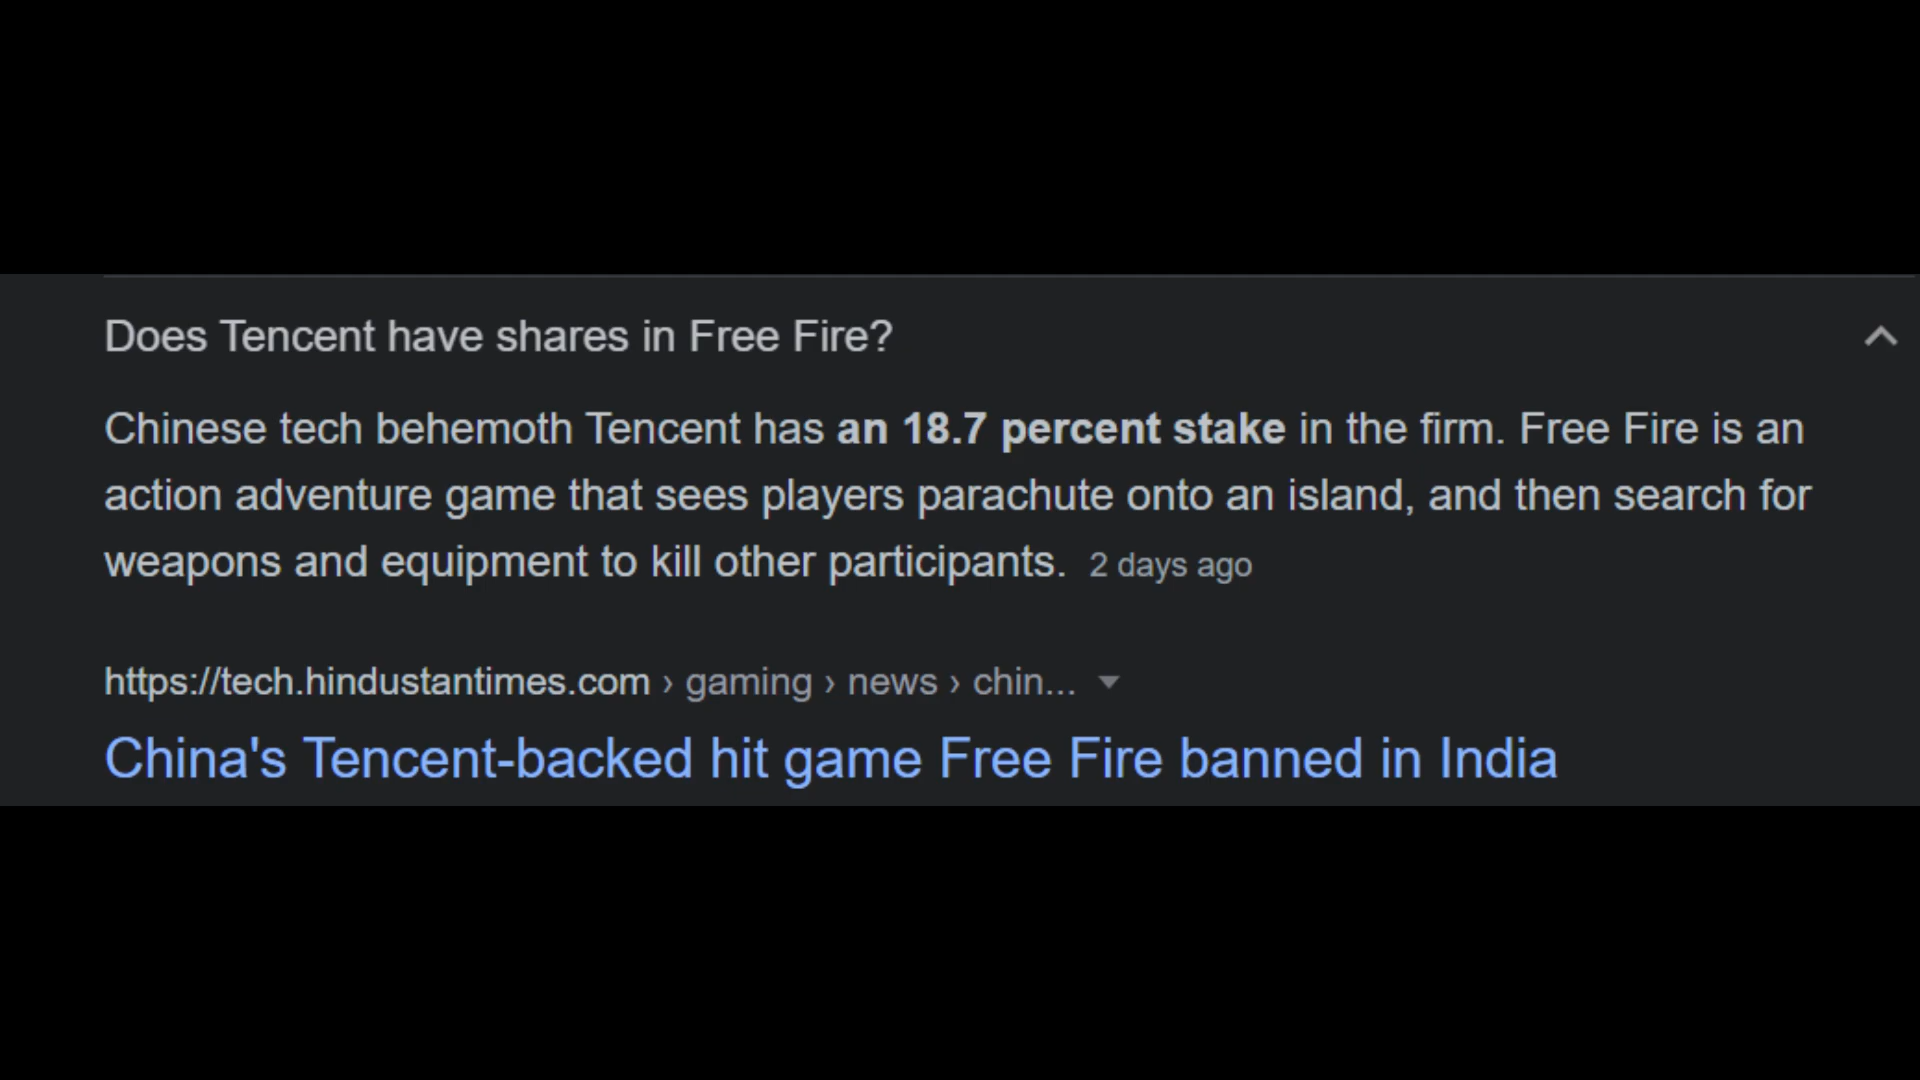 Does Tencent have shares in Free Fire?
Chinese tech behemoth Tencent has an 18.7 percent stake in the firm. Free Fire is an
action adventure game that sees players parachute onto an island, and then search for
weapons and equipment to kill other participants. 2 days ago
https://tech.hindustantimes.com › gaming › news › chin...
China's Tencent-backed hit game Free Fire banned in India